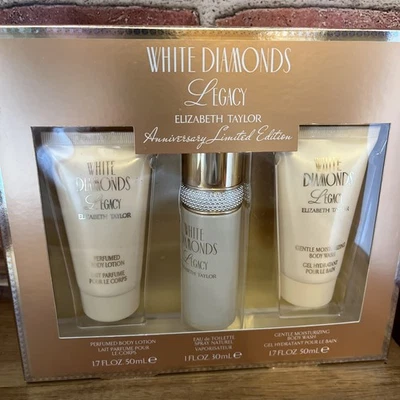 WHITE DIAMONDS
Legacy
ELIZABETH TAYLOR
Anniversary Limited Edition
WHITE
DIAMONDS
LEGACY
ELIZABETH TAYLOR
PERFUMED
BODY LOTION
LAIT PARFUMÉ
POUR LE CORPS
WHITE
DIAMONDS
Legacy
ELIZABETH TAYLOR
WHITE
DIAMONDS
LEGACY
ELIZABETH TAYLOR
GENTLE MOISTURIZING
BODY WASH
GEL HYDRATANT
POUR LE BAIN
PERFUMED BODY LOTION
LAIT PARFUMÉ POUR
LE CORPS
1.7 FL.OZ. 50mL ℮
EAU de TOILETTE
SPRAY NATUREL
VAPORISATEUR
1 FL.OZ. 30mL ℮
GENTLE MOISTURIZING
BODY WASH
GEL HYDRATANT POUR LE BAIN
1.7 FL.OZ. 50mL ℮